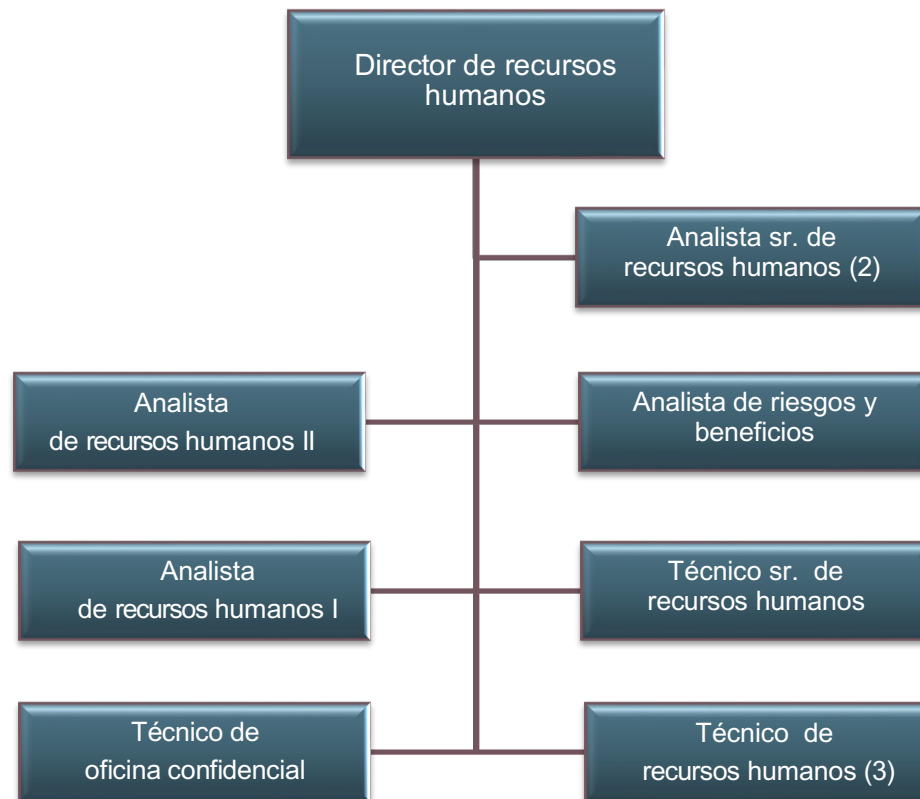 Director de recursos
humanos
Analista sr. de
recursos humanos (2)
Analista
de recursos humanos II
Analista de riesgos y
beneficios
Analista
de recursos humanos I
Técnico sr. de
recursos humanos
Técnico de
oficina confidencial
Técnico de
recursos humanos (3)